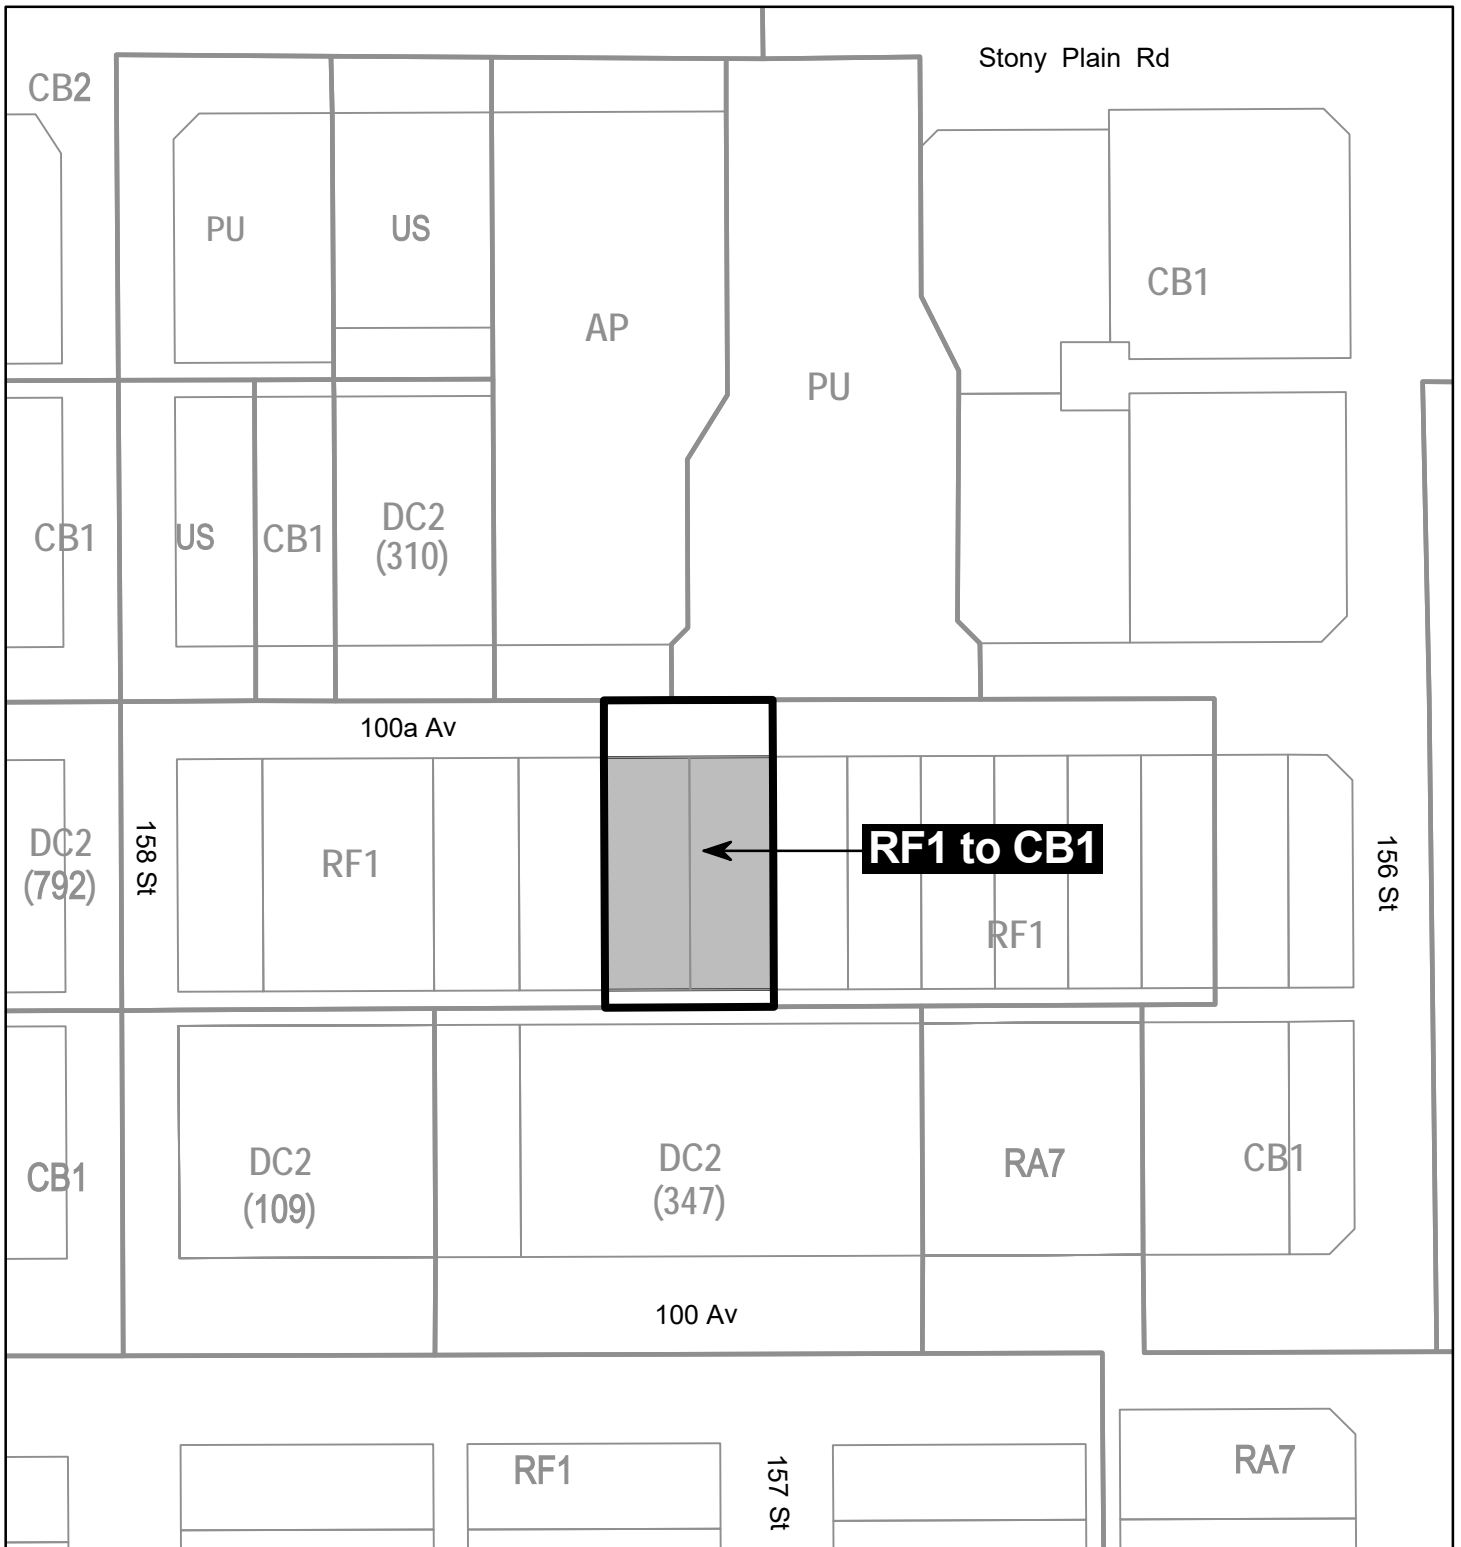 Stony Plain Rd
CB2
PU
US
CB1
AP
PU
CB1
US
CB1
DC2
(310)
100a Av
DC2
(792)
158 St
RF1
RF1 to CB1
156 St
RF1
CB1
DC2
(109)
DC2
(347)
RA7
CB1
100 Av
RF1
157 St
RA7